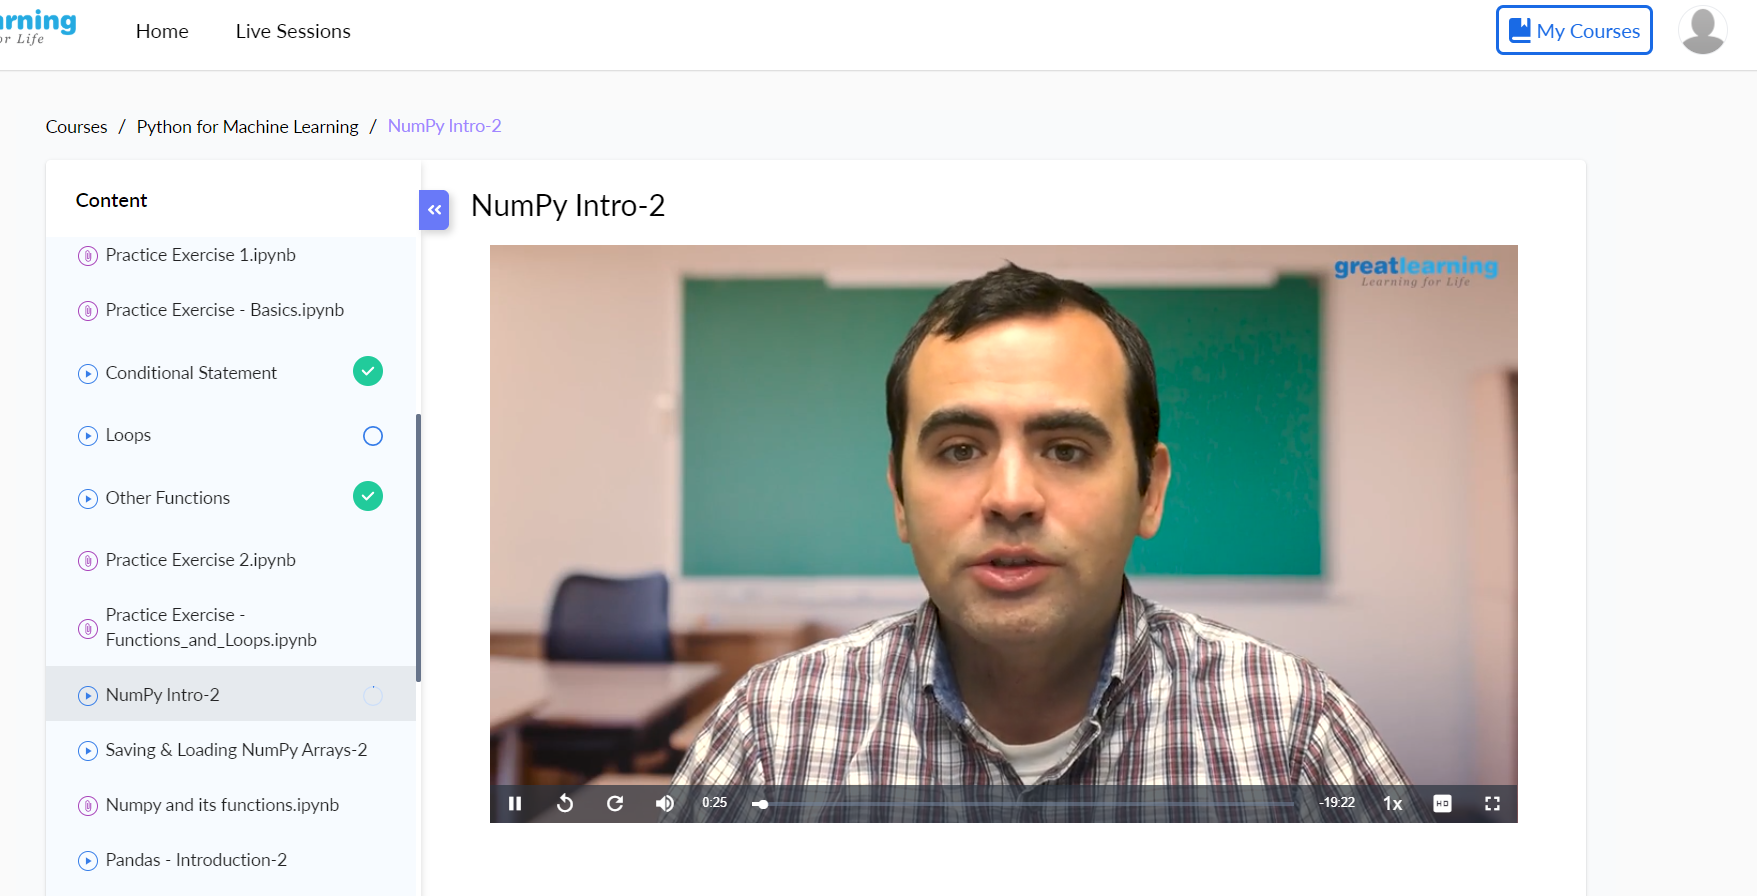 Home
Live Sessions
My Courses
Courses / Python for Machine Learning / NumPy Intro-2
Content
Practice Exercise 1.ipynb
Practice Exercise - Basics.ipynb
Conditional Statement
Loops
Other Functions
Practice Exercise 2.ipynb
Practice Exercise -
Functions_and_Loops.ipynb
NumPy Intro-2
Saving & Loading NumPy Arrays-2
Numpy and its functions.ipynb
Pandas - Introduction-2
NumPy Intro-2
greatlearning
Learning for Life
0:25
-19:22
1x
HD